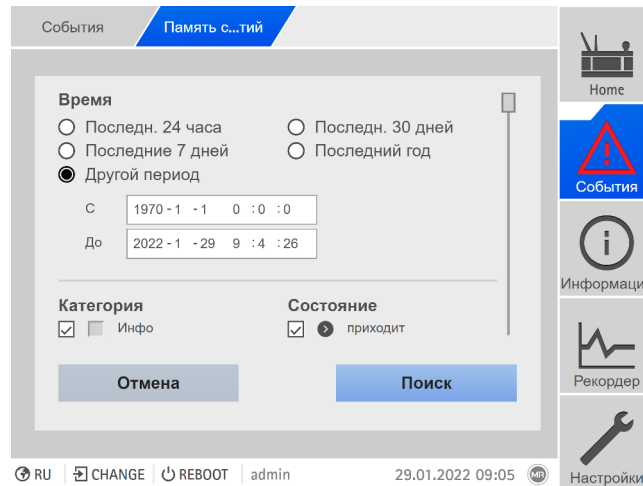 События Память с...тий
Home
Время
Последн. 24 часа Последн. 30 дней
Последние 7 дней Последний год
Другой период
С 1970 - 1 - 1 0 : 0 : 0
До 2022 - 1 - 29 9 : 4 : 26
События
Информаци
Категория Состояние
Инфо приходит
Отмена Поиск
Рекордер
RU CHANGE REBOOT admin 29.01.2022 09:05 MR
Настройки